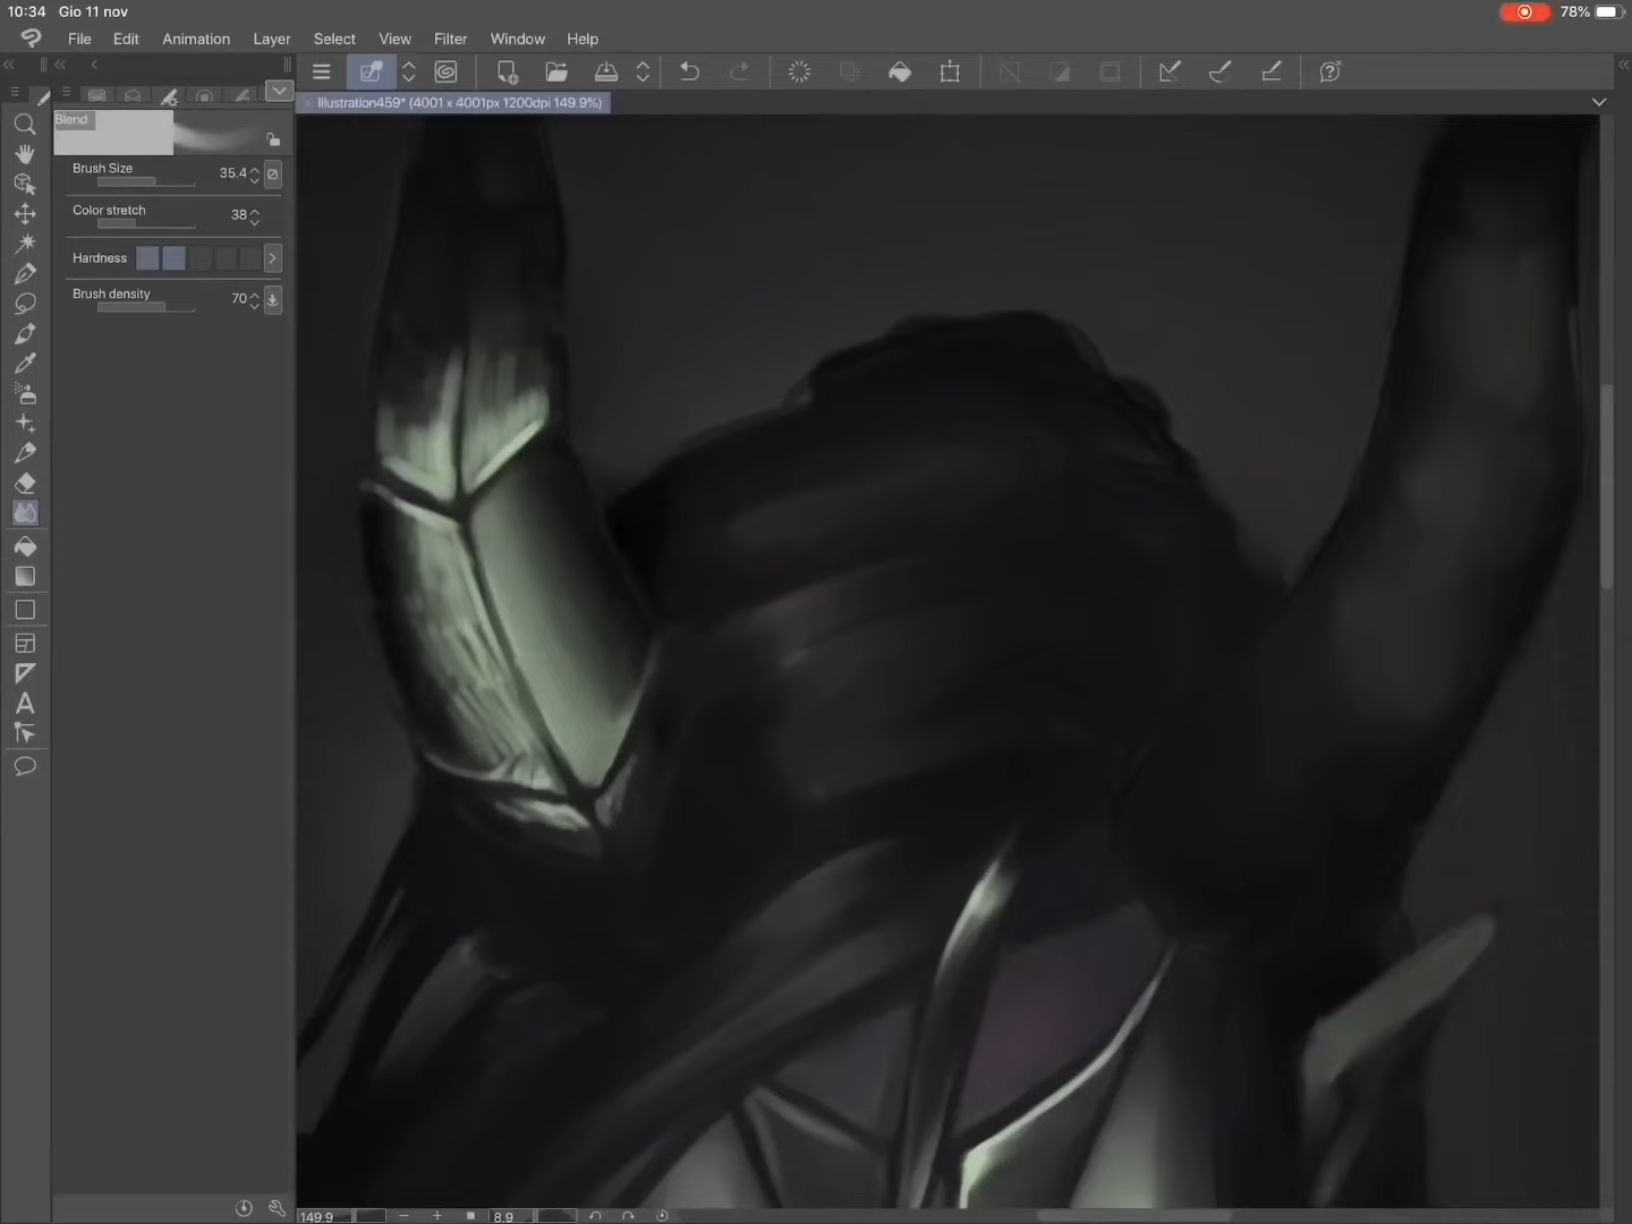 10:34 Gio 11 nov 78%
File Edit Animation Layer Select View Filter Window Help
Illustration459* (4001 x 4001px 1200dpi 149.9%)
Blend
Brush Size 35.4
Color stretch 38
Hardness
Brush density 70
A
149.9 8.9